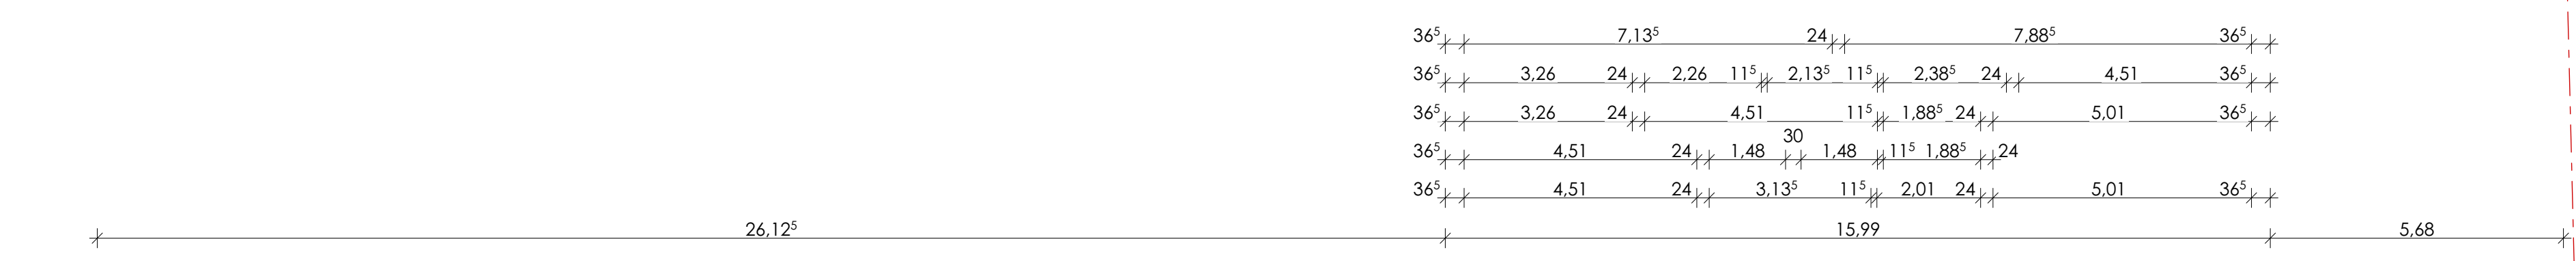 36⁵ 7,13⁵ 24 7,88⁵ 36⁵
36⁵ 3,26 24 2,26 11⁵ 2,13⁵ 11⁵ 2,38⁵ 24 4,51 36⁵
36⁵ 3,26 24 4,51 11⁵ 1,88⁵ 24 5,01 36⁵
30
36⁵ 4,51 24 1,48 1,48 11⁵ 1,88⁵ 24
36⁵ 4,51 24 3,13⁵ 11⁵ 2,01 24 5,01 36⁵
26,12⁵ 15,99 5,68